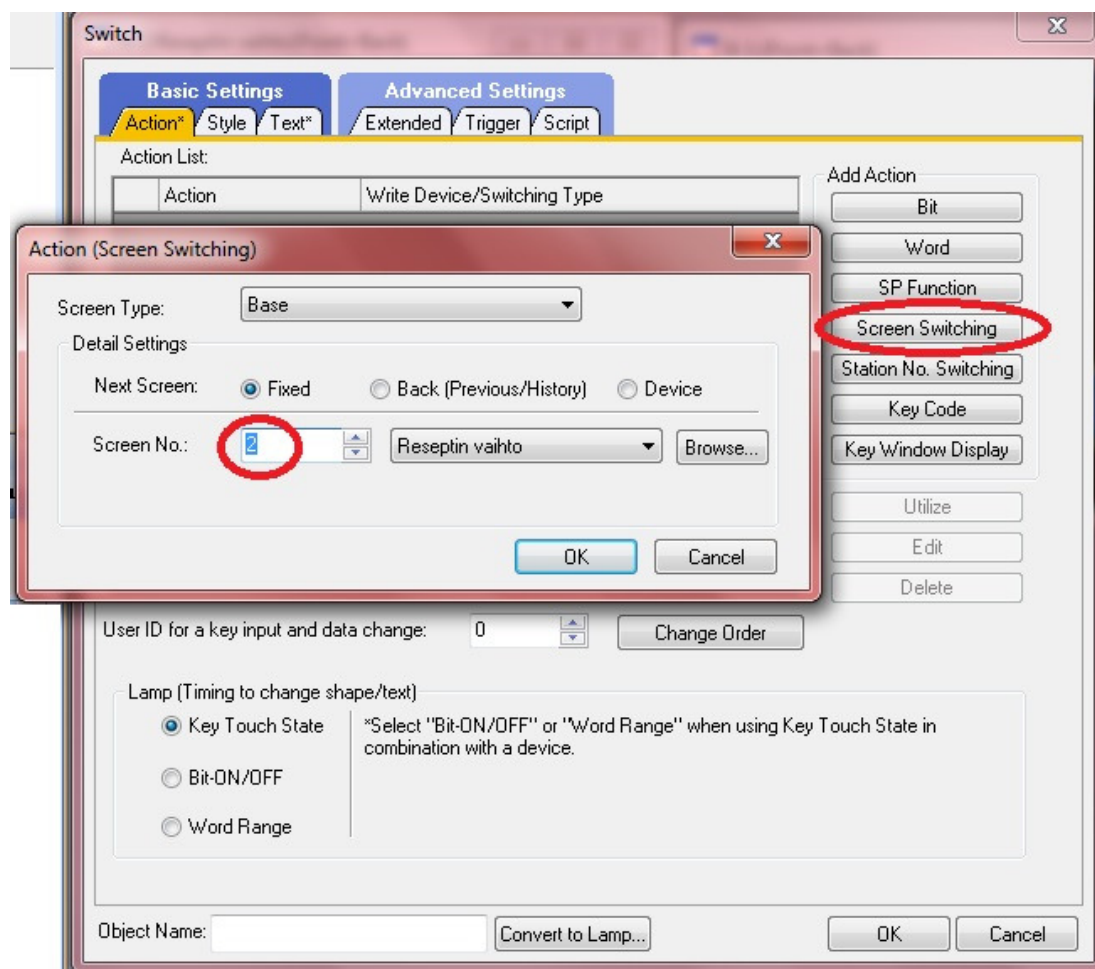 Switch
Basic Settings
Advanced Settings
Action*
Style
Text*
Extended
Trigger
Script
Action List:
Action
Write Device/Switching Type
Add Action
Bit
Word
SP Function
Screen Switching
Station No. Switching
Key Code
Key Window Display
Utilize
Edit
Delete
Action (Screen Switching)
Screen Type:
Base
Detail Settings
Next Screen:
Fixed
Back (Previous/History)
Device
Screen No.:
2
Reseptin vaihto
Browse...
OK
Cancel
User ID for a key input and data change:
0
Change Order
Lamp (Timing to change shape/text)
Key Touch State
Bit-ON/OFF
Word Range
*Select "Bit-ON/OFF" or "Word Range" when using Key Touch State in
combination with a device.
Object Name:
Convert to Lamp...
OK
Cancel